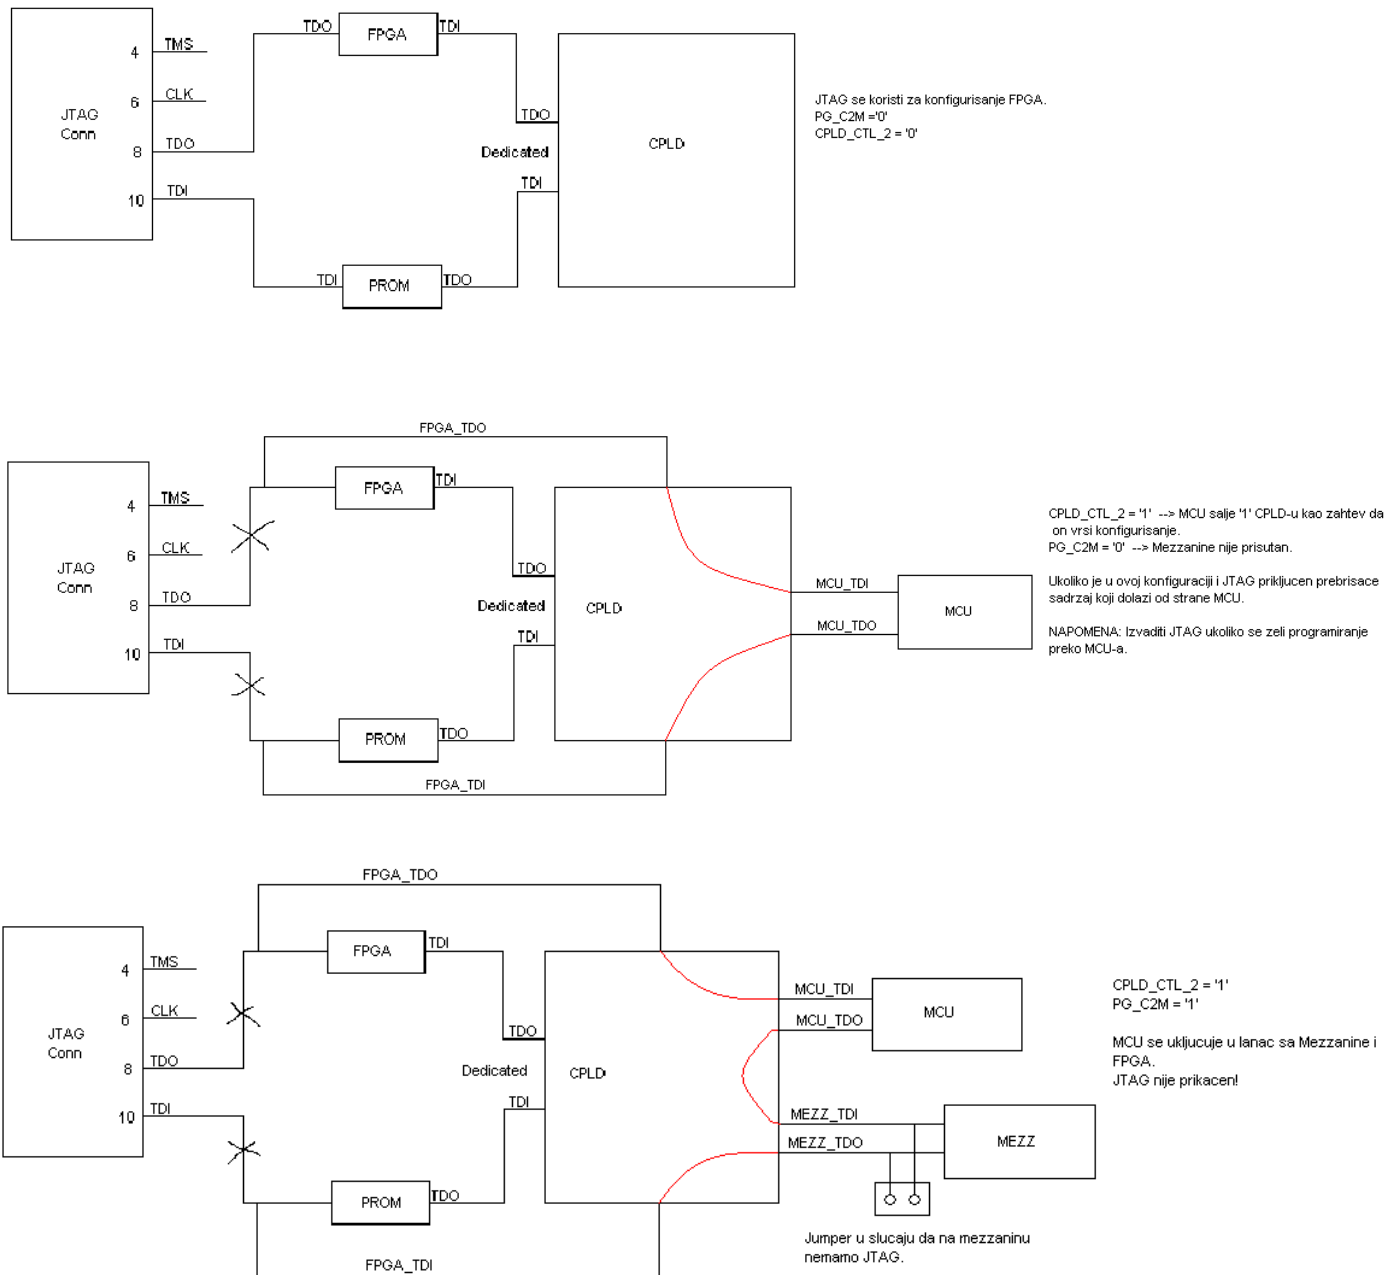 TDO
FPGA
TDI
4
TMS
6
CLK
JTAG
Conn
8
TDO
10
TDI
TDO
Dedicated
TDI
CPLD
TDI
PROM
TDO
JTAG se koristi za konfigurisanje FPGA.
PG_C2M ='0'
CPLD_CTL_2 = '0'
FPGA_TDO
FPGA
TDI
4
TMS
6
CLK
JTAG
Conn
8
TDO
10
TDI
TDO
Dedicated
TDI
CPLD
PROM
TDO
FPGA_TDI
MCU_TDI
MCU_TDO
MCU
CPLD_CTL_2 = '1' --> MCU salje '1' CPLD-u kao zahtev da
on vrsi konfigurisanje.
PG_C2M = '0' --> Mezzanine nije prisutan.
Ukoliko je u ovoj konfiguraciji i JTAG prikljucen prebrisace
sadrzaj koji dolazi od strane MCU.
NAPOMENA: Izvaditi JTAG ukoliko se zeli programiranje
preko MCU-a.
FPGA_TDO
FPGA
TDI
4
TMS
6
CLK
JTAG
Conn
8
TDO
10
TDI
TDO
Dedicated
TDI
CPLD
PROM
TDO
FPGA_TDI
MCU_TDI
MCU_TDO
MCU
MEZZ_TDI
MEZZ_TDO
MEZZ
Jumper u slucaju da na mezzaninu
nemamo JTAG.
CPLD_CTL_2 = '1'
PG_C2M = '1'
MCU se ukljucuje u lanac sa Mezzanine i
FPGA.
JTAG nije prikacen!